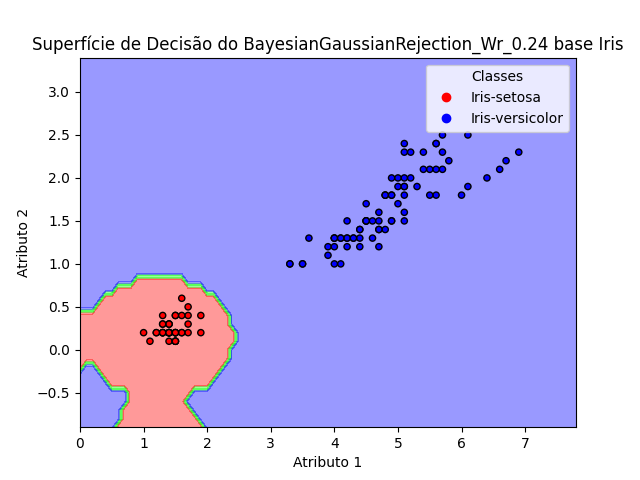 Superfície de Decisão do BayesianGaussianRejection_Wr_0.24 base Iris
Classes
Iris-setosa
Iris-versicolor
3.0
2.5
2.0
1.5
1.0
0.5
0.0
−0.5
Atributo 2
0 1 2 3 4 5 6 7
Atributo 1